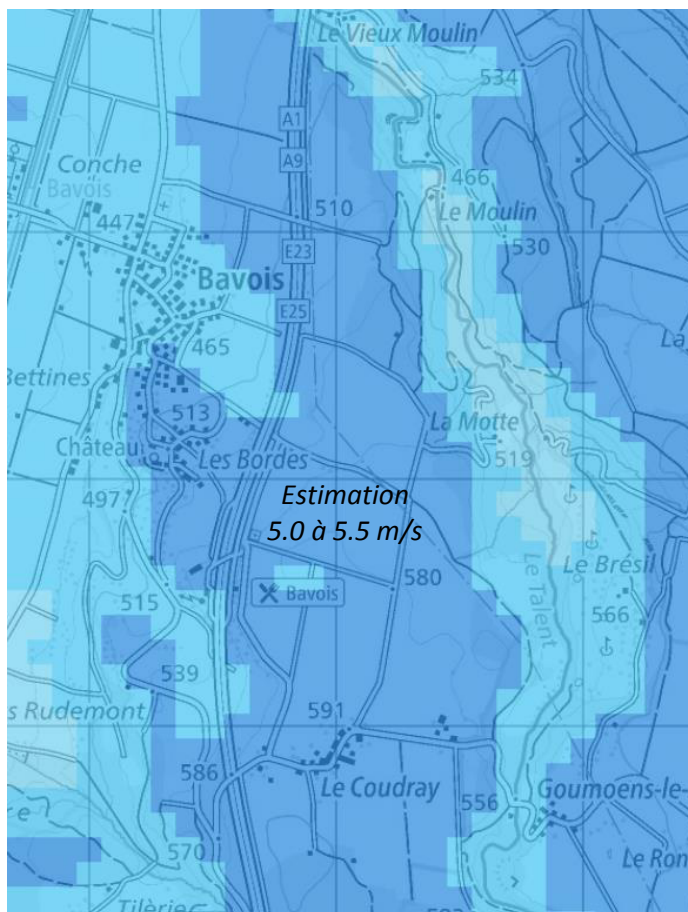 Le Vieux Moulin
534
A1
A9
Conche
Bavois
466
Le Moulin
447
510
530
E23
Bavois
E25
465
La
Bettines
513
La Motte
Château
Les Bordes
519
497
Estimation
5.0 à 5.5 m/s
Le Brésil
580
Le Talent
515
Bavois
566
539
s Rudemont
591
586
Le Coudray
556
Goumoens-le-
570
Le Ron
Tilerie